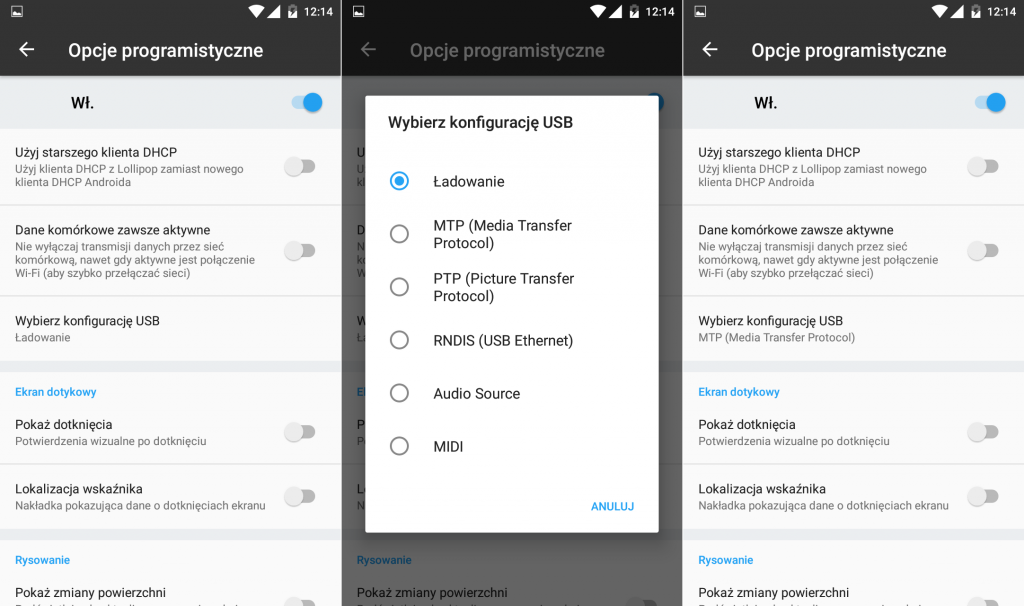 12:14
Opcje programistyczne
Wł.
Użyj starszego klienta DHCP
Użyj klienta DHCP z Lollipop zamiast nowego
klienta DHCP Androida
Dane komórkowe zawsze aktywne
Nie wyłączaj transmisji danych przez sieć
komórkową, nawet gdy aktywne jest połączenie
Wi-Fi (aby szybko przełączać sieci)
Wybierz konfigurację USB
Ładowanie
Ekran dotykowy
Pokaż dotknięcia
Potwierdzenia wizualne po dotknięciu
Lokalizacja wskaźnika
Nakładka pokazująca dane o dotknięciach ekranu
Rysowanie
Pokaż zmiany powierzchni
12:14
Opcje programistyczne
Wybierz konfigurację USB
Ładowanie
MTP (Media Transfer
Protocol)
PTP (Picture Transfer
Protocol)
RNDIS (USB Ethernet)
Audio Source
MIDI
ANULUJ
Rysowanie
Pokaż zmiany powierzchni
12:14
Opcje programistyczne
Wł.
Użyj starszego klienta DHCP
Użyj klienta DHCP z Lollipop zamiast nowego
klienta DHCP Androida
Dane komórkowe zawsze aktywne
Nie wyłączaj transmisji danych przez sieć
komórkową, nawet gdy aktywne jest połączenie
Wi-Fi (aby szybko przełączać sieci)
Wybierz konfigurację USB
MTP (Media Transfer Protocol)
Ekran dotykowy
Pokaż dotknięcia
Potwierdzenia wizualne po dotknięciu
Lokalizacja wskaźnika
Nakładka pokazująca dane o dotknięciach ekranu
Rysowanie
Pokaż zmiany powierzchni